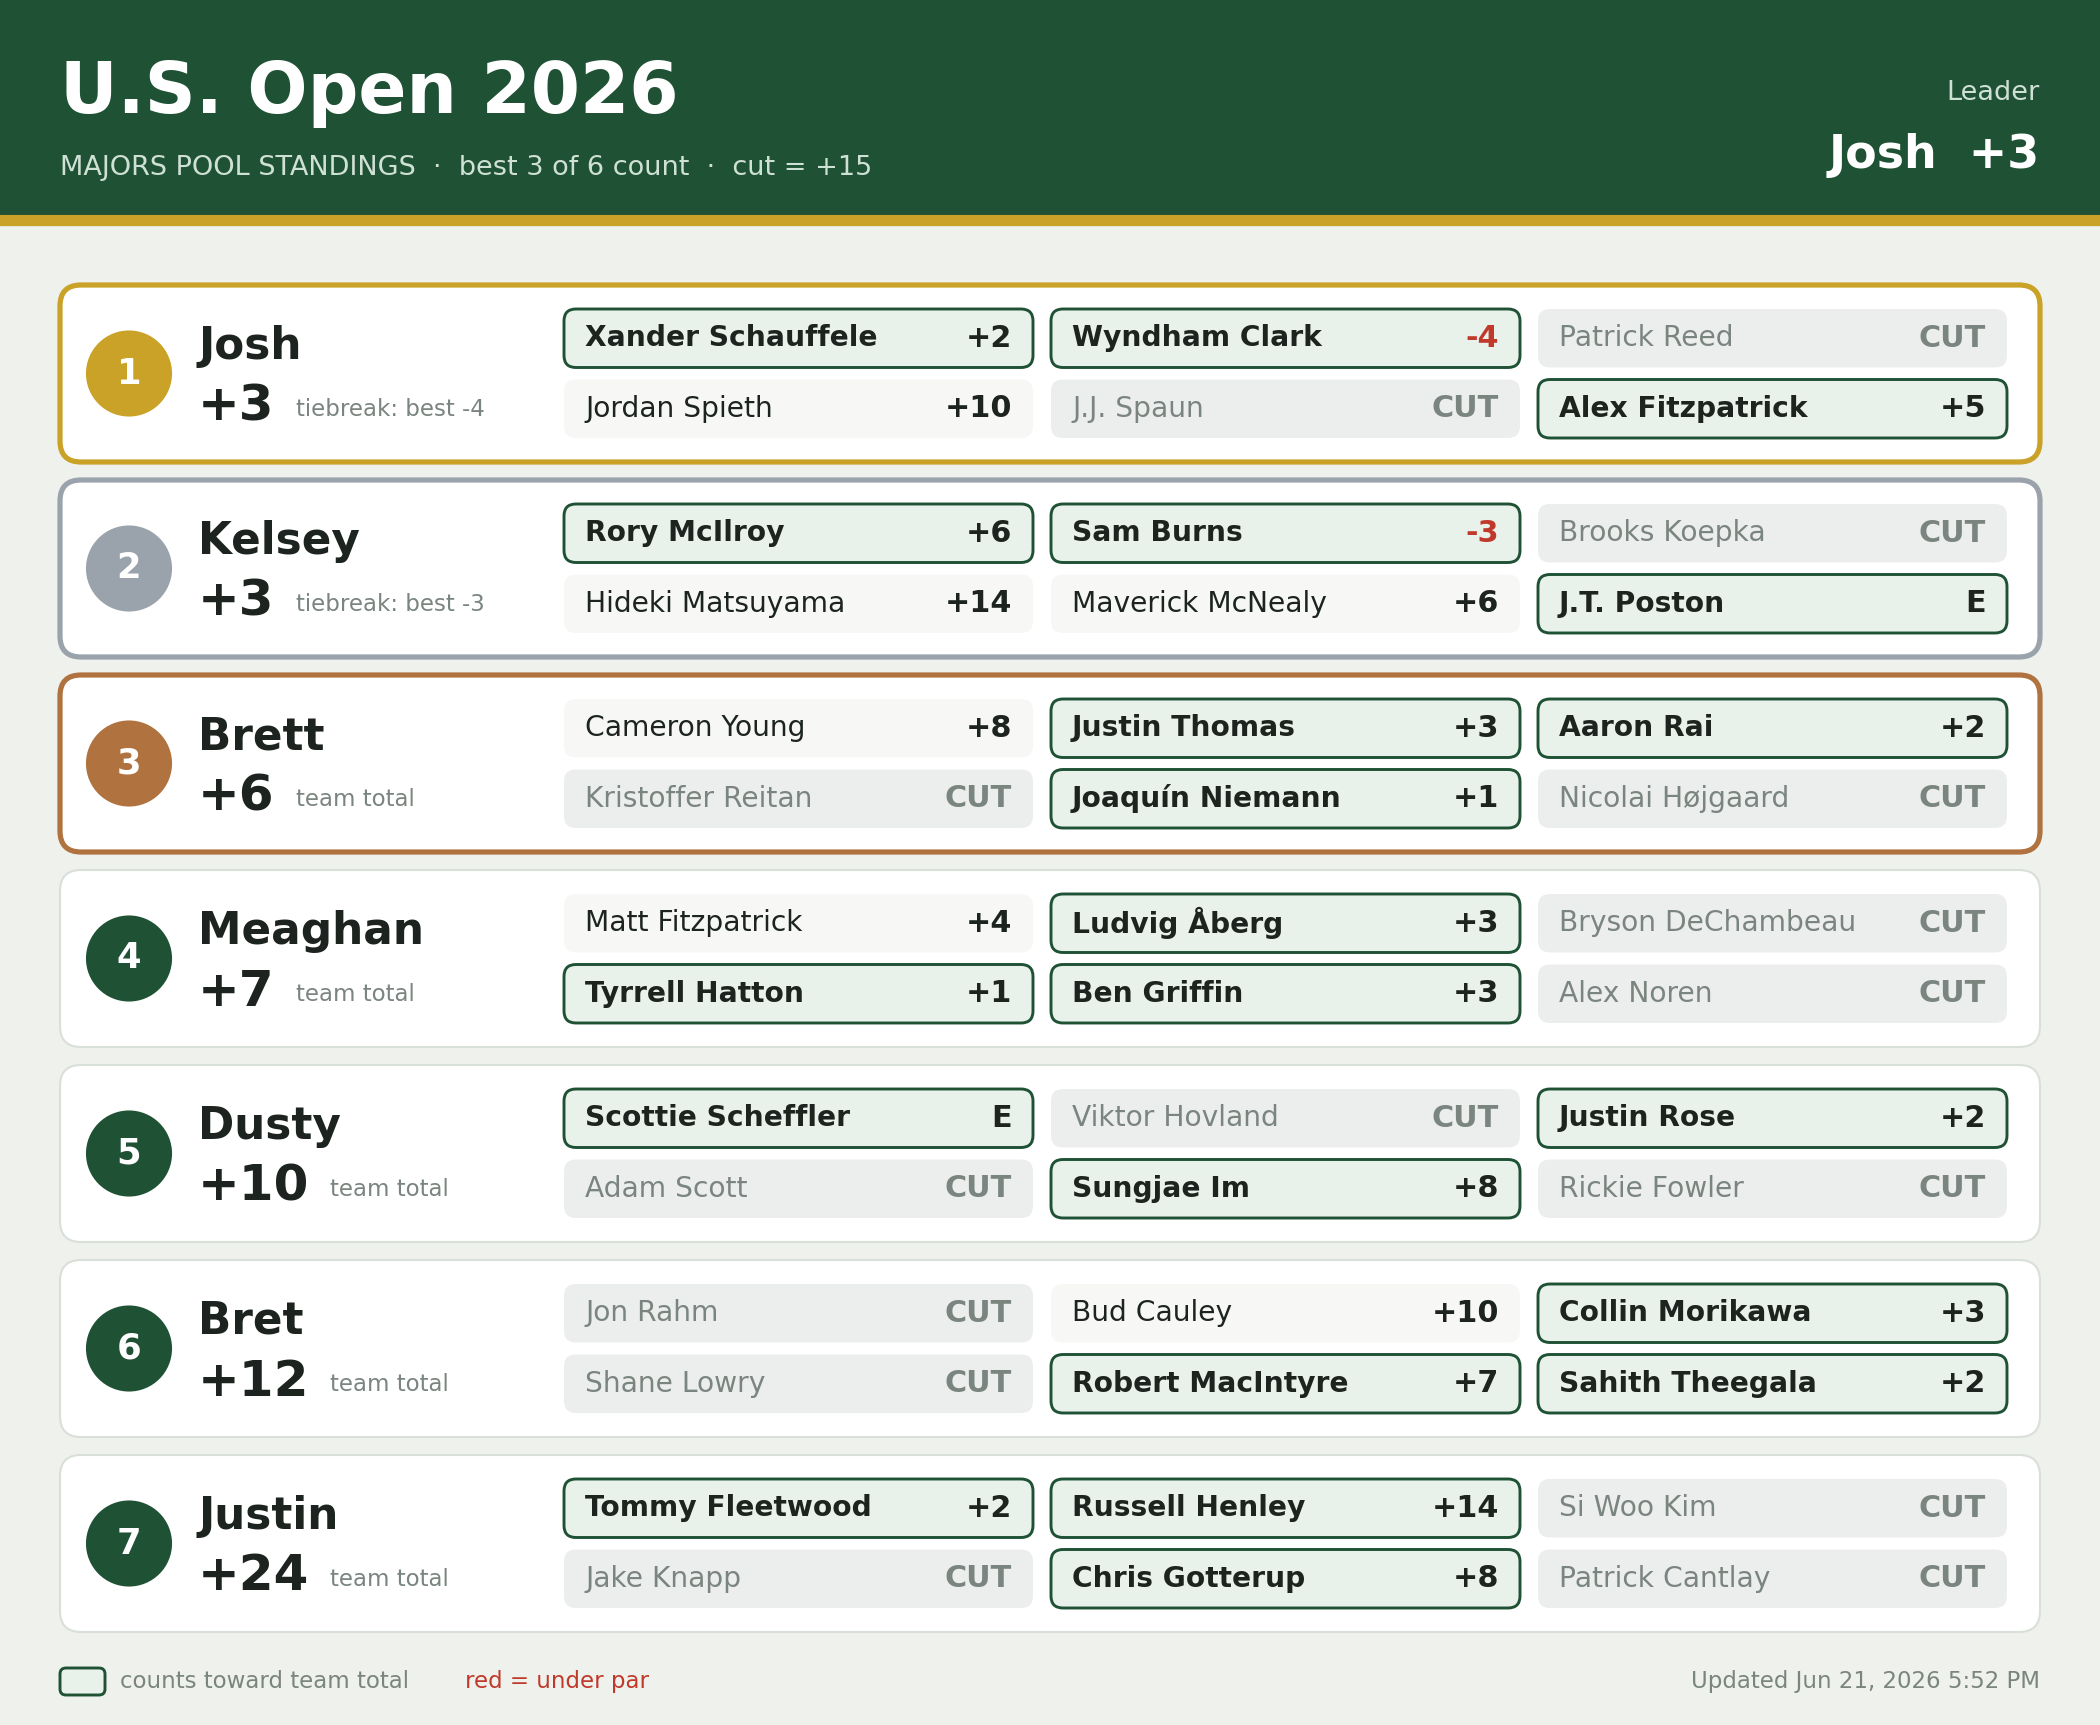 U.S. Open 2026
MAJORS POOL STANDINGS · best 3 of 6 count · cut = +15
Leader
Josh +3
1
Josh
+3 tiebreak: best -4
Xander Schauffele +2
Wyndham Clark -4
Patrick Reed CUT
Jordan Spieth +10
J.J. Spaun CUT
Alex Fitzpatrick +5
2
Kelsey
+3 tiebreak: best -3
Rory McIlroy +6
Sam Burns -3
Brooks Koepka CUT
Hideki Matsuyama +14
Maverick McNealy +6
J.T. Poston E
3
Brett
+6 team total
Cameron Young +8
Justin Thomas +3
Aaron Rai +2
Kristoffer Reitan CUT
Joaquín Niemann +1
Nicolai Højgaard CUT
4
Meaghan
+7 team total
Matt Fitzpatrick +4
Ludvig Åberg +3
Bryson DeChambeau CUT
Tyrrell Hatton +1
Ben Griffin +3
Alex Noren CUT
5
Dusty
+10 team total
Scottie Scheffler E
Viktor Hovland CUT
Justin Rose +2
Adam Scott CUT
Sungjae Im +8
Rickie Fowler CUT
6
Bret
+12 team total
Jon Rahm CUT
Bud Cauley +10
Collin Morikawa +3
Shane Lowry CUT
Robert MacIntyre +7
Sahith Theegala +2
7
Justin
+24 team total
Tommy Fleetwood +2
Russell Henley +14
Si Woo Kim CUT
Jake Knapp CUT
Chris Gotterup +8
Patrick Cantlay CUT
counts toward team total
red = under par
Updated Jun 21, 2026 5:52 PM